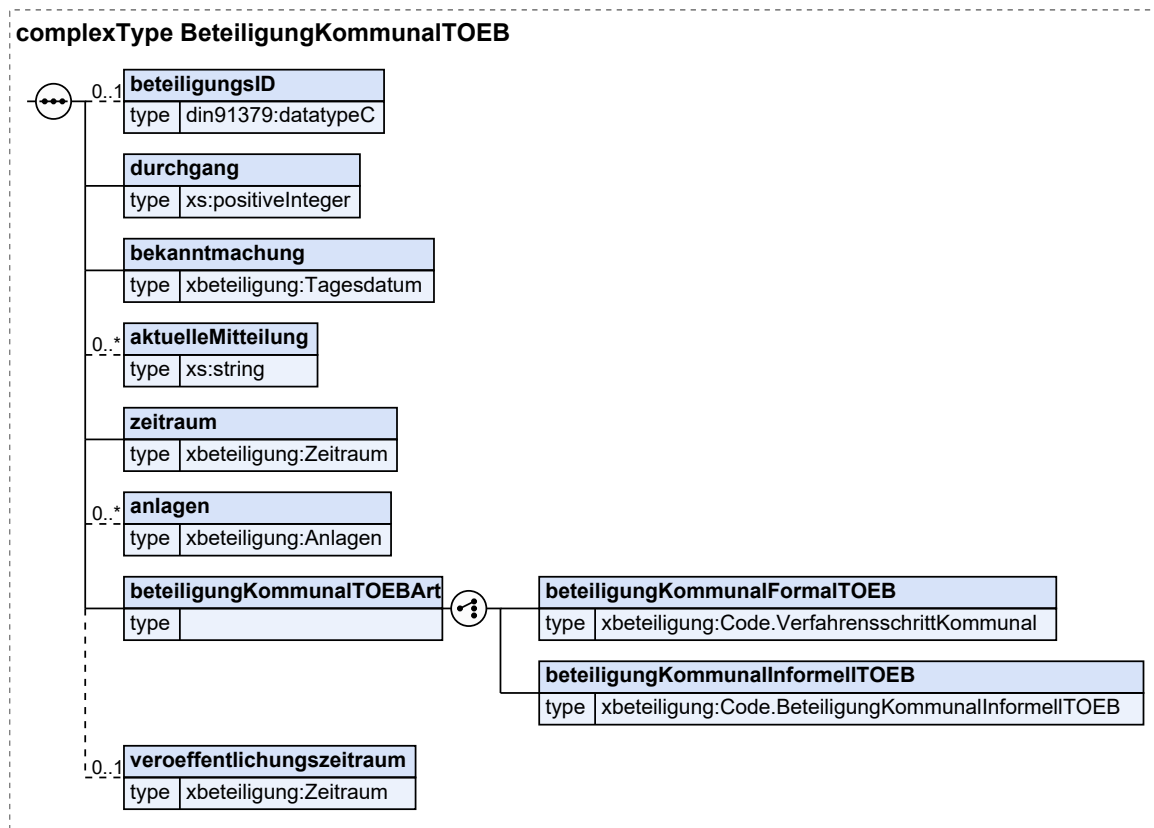 complexType BeteiligungKommunalTOEB
0..1
beteiligungsID
type din91379:datatypeC
durchgang
type xs:positiveInteger
bekanntmachung
type xbeteiligung:Tagesdatum
0..*
aktuelleMitteilung
type xs:string
zeitraum
type xbeteiligung:Zeitraum
0..*
anlagen
type xbeteiligung:Anlagen
beteiligungKommunalTOEBArt
type
beteiligungKommunalFormalTOEB
type xbeteiligung:Code.VerfahrensschrittKommunal
beteiligungKommunalInformellTOEB
type xbeteiligung:Code.BeteiligungKommunalInformellTOEB
0..1
veroeffentlichungszeitraum
type xbeteiligung:Zeitraum